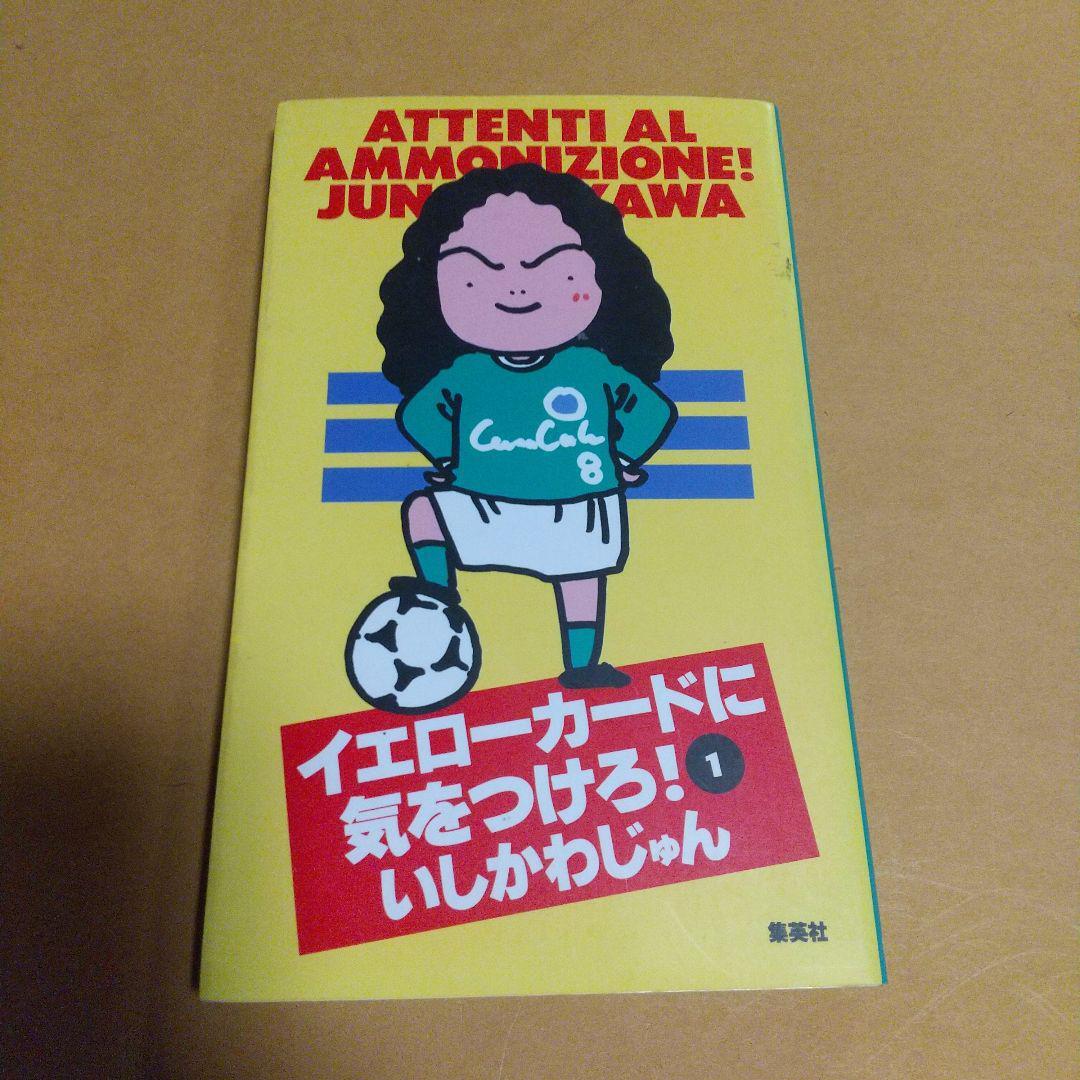 ATTENTI AL
AMMONIZIONE!
JUN KAWA
8
イエローカードに
気をつけろ! 1
いしかわじゅん
集英社